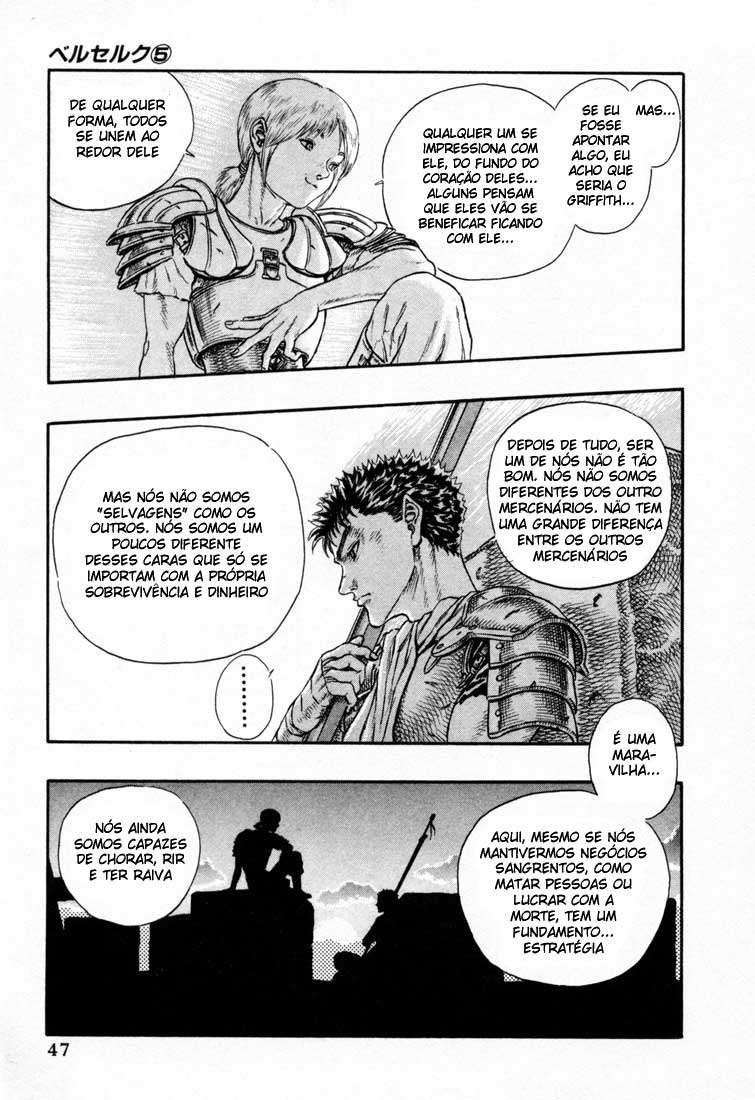 ベルセルク⑤
MAS...
SE EU
FOSSE
APONTAR
ALGO, EU
ACHO QUE
SERIA O
GRIFFITH...
QUALQUER UM SE
IMPRESSIONA COM
ELE, DO FUNDO DO
CORAÇÃO DELES...
ALGUNS PENSAM
QUE ELES VÃO SE
BENEFICAR FICANDO
COM ELE...
DE QUALQUER
FORMA, TODOS
SE UNEM AO
REDOR DELE
DEPOIS DE TUDO, SER
UM DE NÓS NÃO É TÃO
BOM. NÓS NÃO SOMOS
DIFERENTES DOS OUTRO
MERCENÁRIOS. NÃO TEM
UMA GRANDE DIFERENÇA
ENTRE OS OUTROS
MERCENÁRIOS
MAS NÓS NÃO SOMOS
"SELVAGENS" COMO OS
OUTROS. NÓS SOMOS UM
POUCOS DIFERENTE
DESSES CARAS QUE SÓ SE
IMPORTAM COM A PRÓPRIA
SOBREVIVÊNCIA E DINHEIRO
......
É UMA
MARA-
VILHA...
AQUI, MESMO SE NÓS
MANTIVERMOS NEGÓCIOS
SANGRENTOS, COMO
MATAR PESSOAS OU
LUCRAR COM A
MORTE, TEM UM
FUNDAMENTO...
ESTRATÉGIA
NÓS AINDA
SOMOS CAPAZES
DE CHORAR, RIR
E TER RAIVA
47